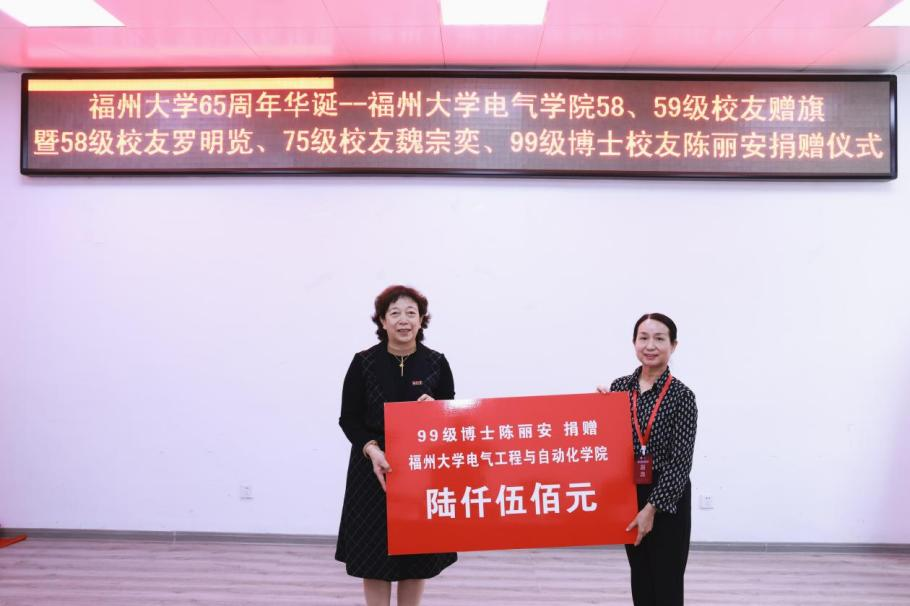 福州大学65周年华诞--福州大学电气学院58、59级校友赠旗
暨58级校友罗明览、75级校友魏宗奕、99级博士校友陈丽安捐赠仪式
99级博士陈丽安 捐赠
福州大学电气工程与自动化学院
陆仟伍佰元